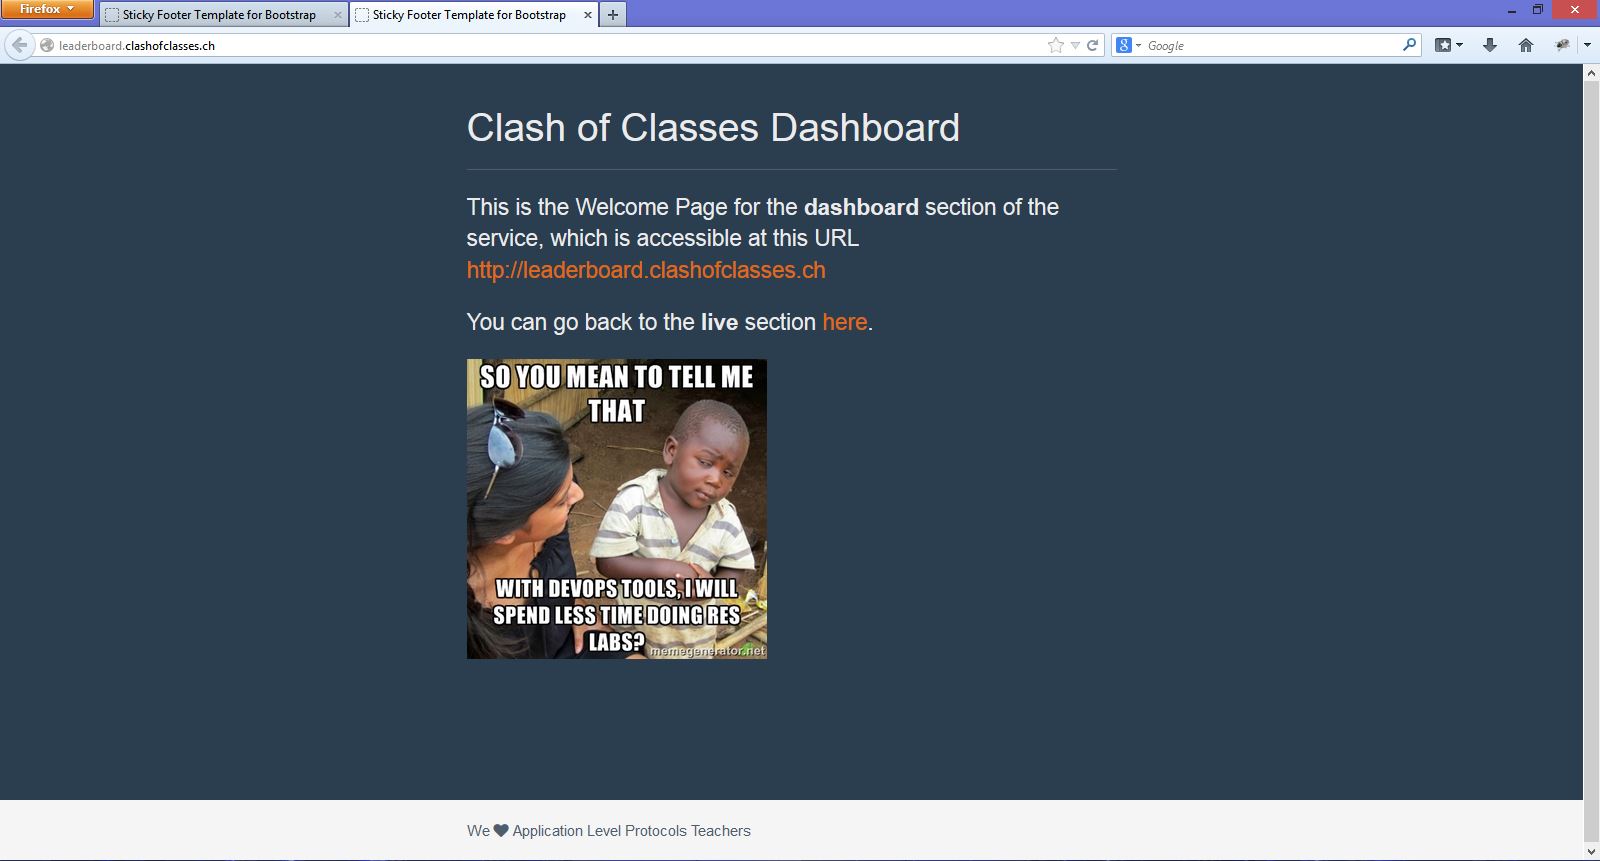 Firefox
Sticky Footer Template for Bootstrap
Sticky Footer Template for Bootstrap
leaderboard.clashofclasses.ch
Google
Clash of Classes Dashboard
This is the Welcome Page for the dashboard section of the
service, which is accessible at this URL
http://leaderboard.clashofclasses.ch
You can go back to the live section here.
SO YOU MEAN TO TELL ME
THAT
WITH DEVOPS TOOLS, I WILL
SPEND LESS TIME DOING RES
LABS?
memegenerator.net
We ♥ Application Level Protocols Teachers